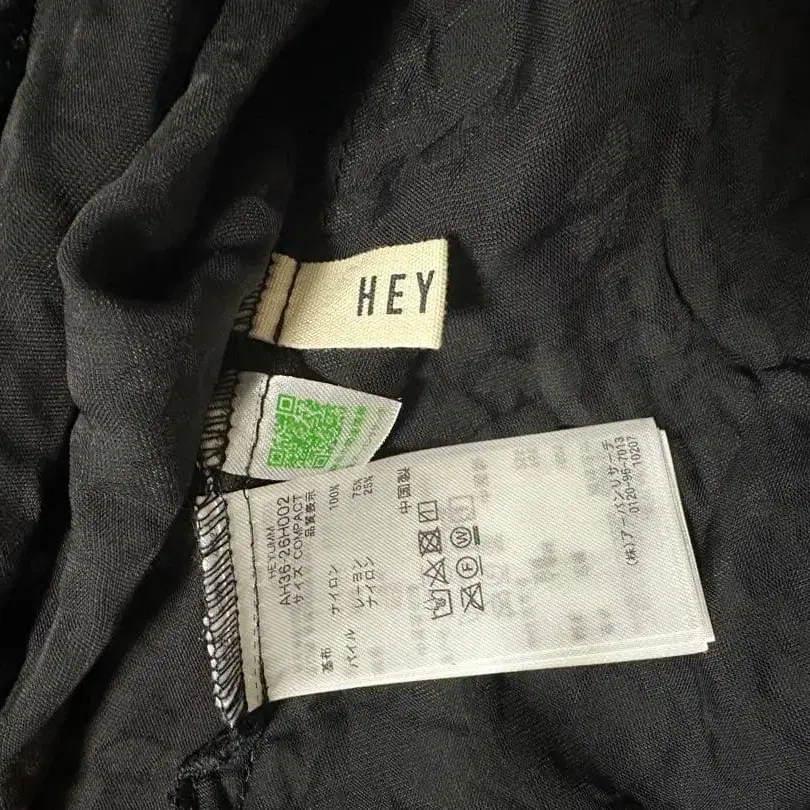 HEY
HEYUMM
AH36-26H002
サイズ COMPACT
品質表示
基布 ナイロン 100%
パイル レーヨン 75%
ナイロン 25%
中国製
W
F
W
(株)アーバンリサーチ
0120-96-7013
10207